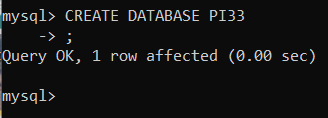 mysql> CREATE DATABASE PI33
-> ;
Query OK, 1 row affected (0.00 sec)
mysql>